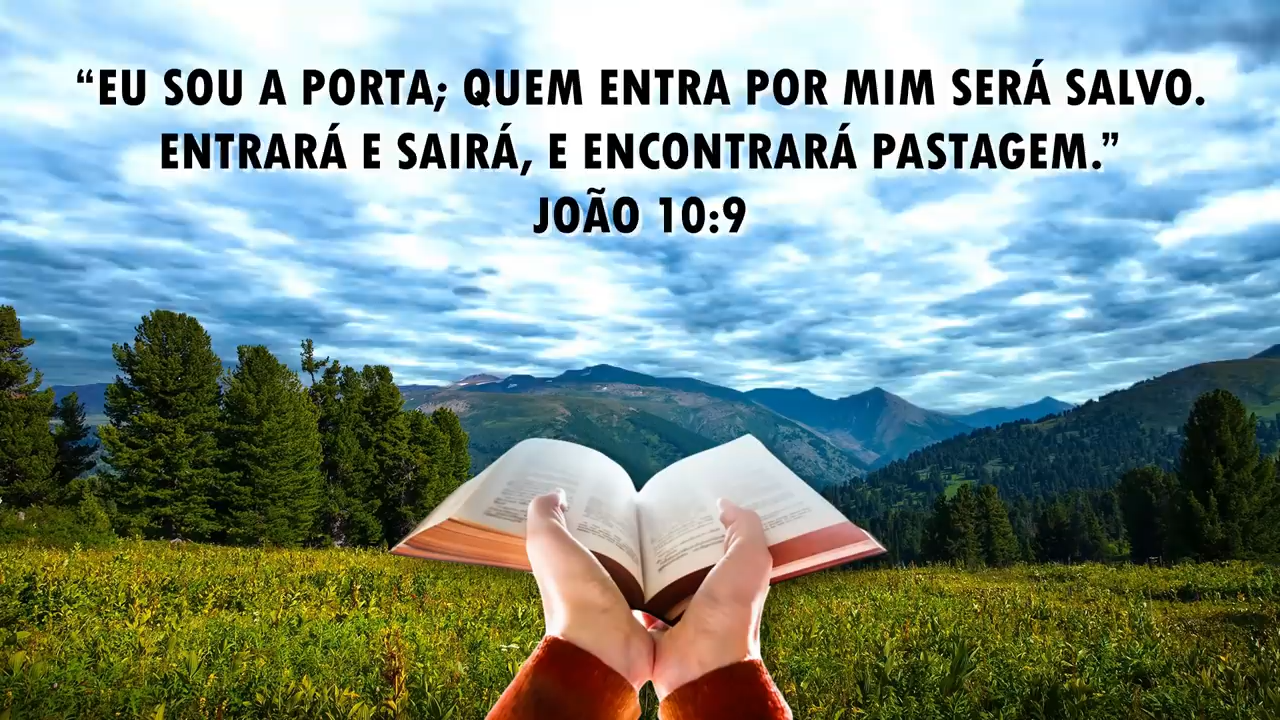 “EU SOU A PORTA; QUEM ENTRA POR MIM SERÁ SALVO.
ENTRARÁ E SAIRÁ, E ENCONTRARÁ PASTAGEM.”
JOÃO 10:9